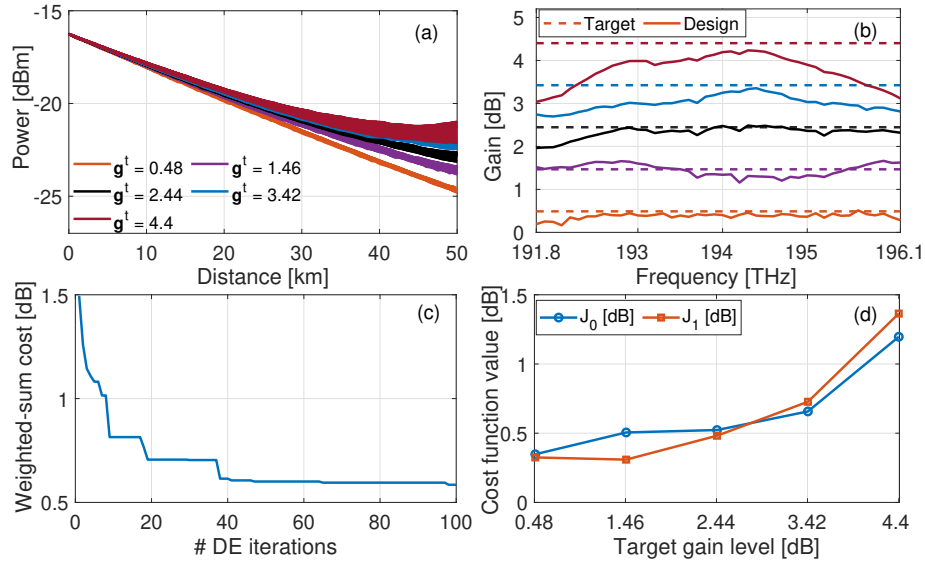 (a)
Power [dBm]
-15
-20
-25
g^t = 0.48
g^t = 1.46
g^t = 2.44
g^t = 3.42
g^t = 4.4
0 10 20 30 40 50
Distance [km]
(b)
Target Design
Gain [dB]
5
4
3
2
1
0
191.8 193 194 195 196.1
Frequency [THz]
(c)
Weighted-sum cost [dB]
1.5
1
0.5
0 20 40 60 80 100
# DE iterations
(d)
J_0 [dB] J_1 [dB]
Cost function value [dB]
1.5
1
0.5
0
0.48 1.46 2.44 3.42 4.4
Target gain level [dB]